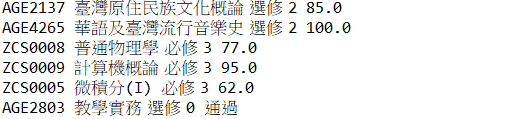 AGE2137 臺灣原住民族文化概論 選修 2 85.0
AGE4265 華語及臺灣流行音樂史 選修 2 100.0
ZCS0008 普通物理學 必修 3 77.0
ZCS0009 計算機概論 必修 3 95.0
ZCS0005 微積分(I) 必修 3 62.0
AGE2803 教學實務 選修 0 通過